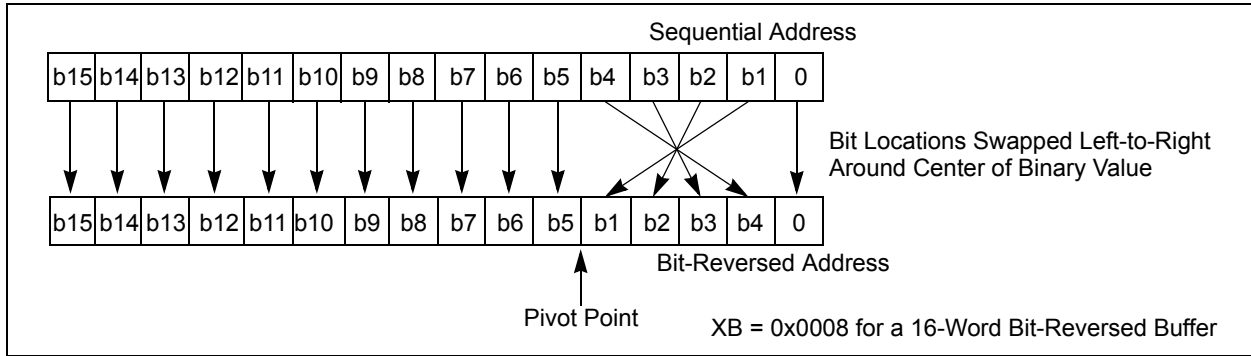 Sequential Address
b15 b14 b13 b12 b11 b10 b9 b8 b7 b6 b5 b4 b3 b2 b1 0
Bit Locations Swapped Left-to-Right
Around Center of Binary Value
b15 b14 b13 b12 b11 b10 b9 b8 b7 b6 b5 b1 b2 b3 b4 0
Bit-Reversed Address
Pivot Point
XB = 0x0008 for a 16-Word Bit-Reversed Buffer